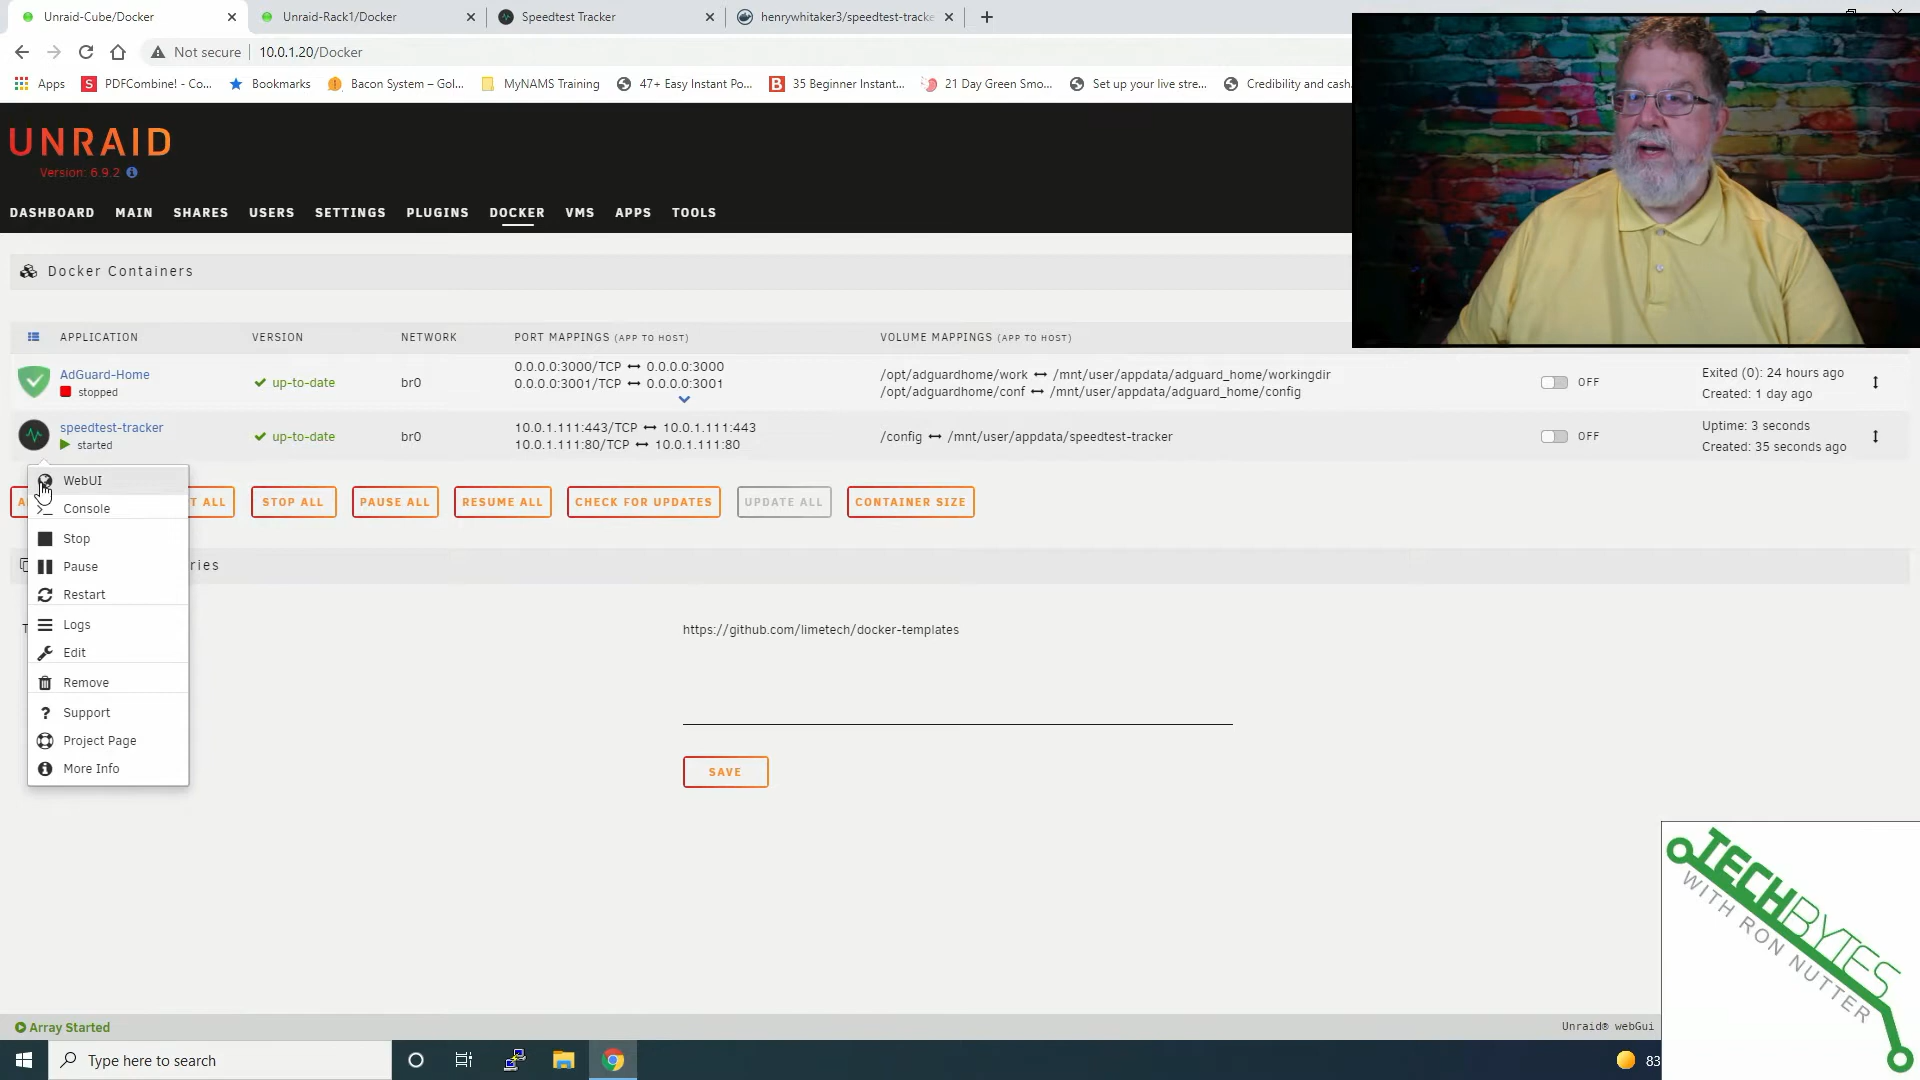 Unraid-Cube/Docker
Unraid-Rack1/Docker
Speedtest Tracker
henrywhitaker3/speedtest-tracke
Not secure
10.0.1.20/Docker
Apps
PDFCombine! - Co...
Bookmarks
Bacon System – Gol...
MyNAMS Training
47+ Easy Instant Po...
35 Beginner Instant...
21 Day Green Smo...
Set up your live stre...
Credibility and cash
UNRAID
Version: 6.9.2
DASHBOARD MAIN SHARES USERS SETTINGS PLUGINS DOCKER VMS APPS TOOLS
Docker Containers
APPLICATION VERSION NETWORK PORT MAPPINGS (APP TO HOST) VOLUME MAPPINGS (APP TO HOST)
AdGuard-Home
stopped
up-to-date
br0
0.0.0.0:3000/TCP ↔ 0.0.0.0:3000
0.0.0.0:3001/TCP ↔ 0.0.0.0:3001
/opt/adguardhome/work ↔ /mnt/user/appdata/adguard_home/workingdir
/opt/adguardhome/conf ↔ /mnt/user/appdata/adguard_home/config
OFF
Exited (0): 24 hours ago
Created: 1 day ago
speedtest-tracker
started
up-to-date
br0
10.0.1.111:443/TCP ↔ 10.0.1.111:443
10.0.1.111:80/TCP ↔ 10.0.1.111:80
/config ↔ /mnt/user/appdata/speedtest-tracker
OFF
Uptime: 3 seconds
Created: 35 seconds ago
WebUI
Console
Stop
Pause
Restart
Logs
Edit
Remove
Support
Project Page
More Info
A
T ALL
STOP ALL
PAUSE ALL
RESUME ALL
CHECK FOR UPDATES
UPDATE ALL
CONTAINER SIZE
ries
T
https://github.com/limetech/docker-templates
SAVE
TECHBYTES
WITH RON NUTTER
Array Started
Unraid® webGui
Type here to search
83